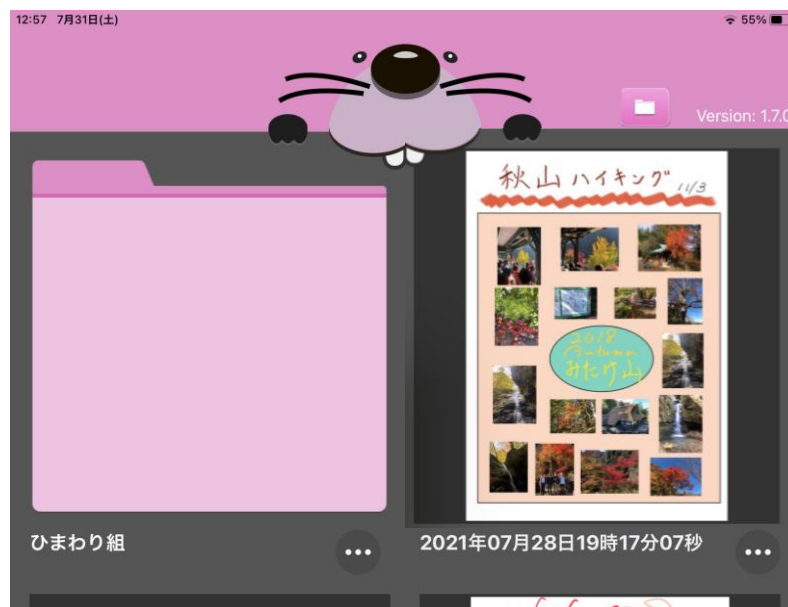 12:57 7月31日(土)
55%
Version: 1.7.0
秋山ハイキング 11/3
2018
Autumn
みたけ山
ひまわり組
2021年07月28日19時17分07秒